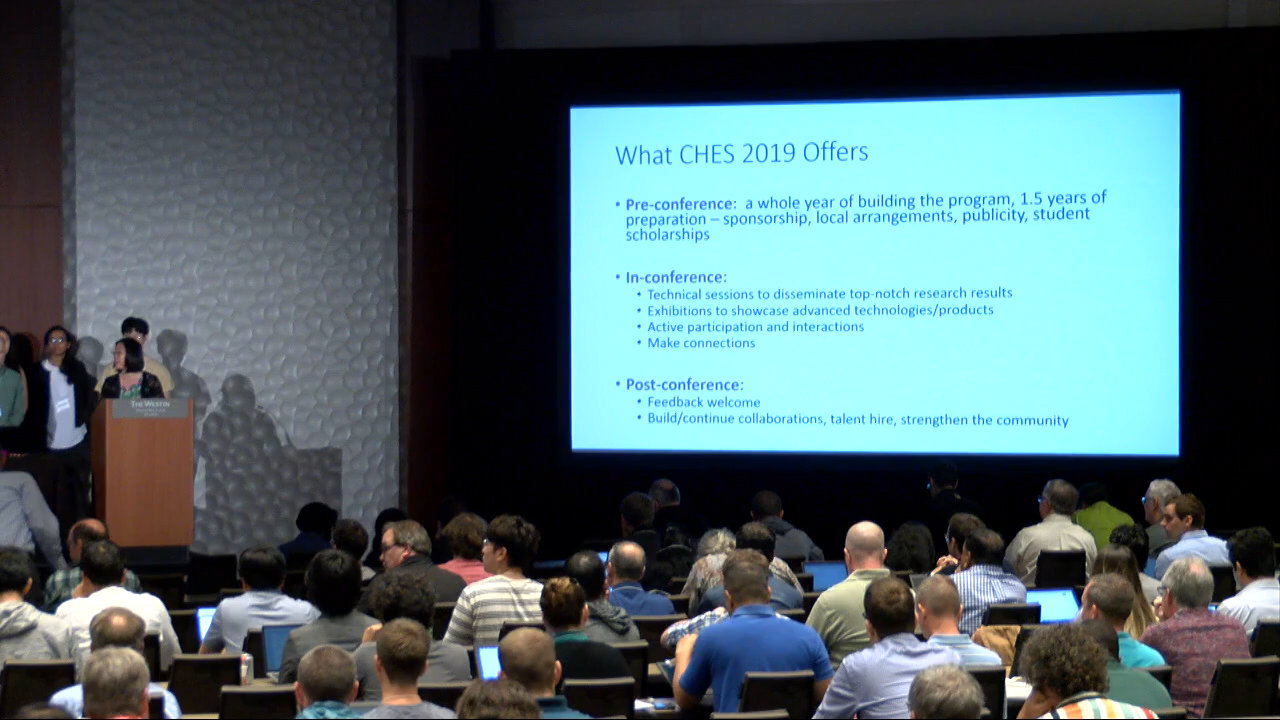 What CHES 2019 Offers
• Pre-conference: a whole year of building the program, 1.5 years of
preparation – sponsorship, local arrangements, publicity, student
scholarships
• In-conference:
• Technical sessions to disseminate top-notch research results
• Exhibitions to showcase advanced technologies/products
• Active participation and interactions
• Make connections
• Post-conference:
• Feedback welcome
• Build/continue collaborations, talent hire, strengthen the community
THE WESTIN